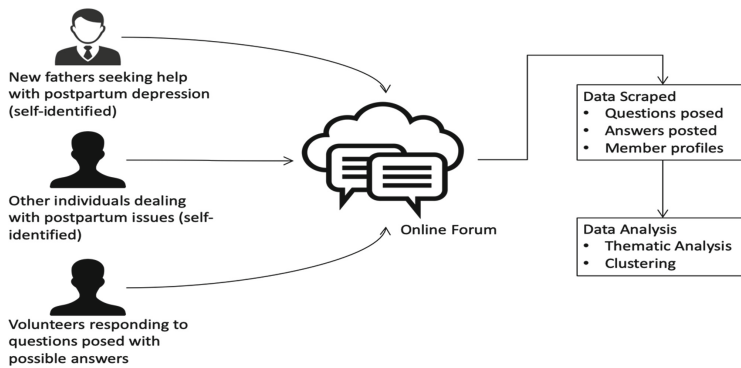 New fathers seeking help
with postpartum depression
(self-identified)
Other individuals dealing
with postpartum issues (self-
identified)
Volunteers responding to
questions posed with
possible answers
Online Forum
Data Scraped
• Questions posed
• Answers posted
• Member profiles
Data Analysis
• Thematic Analysis
• Clustering